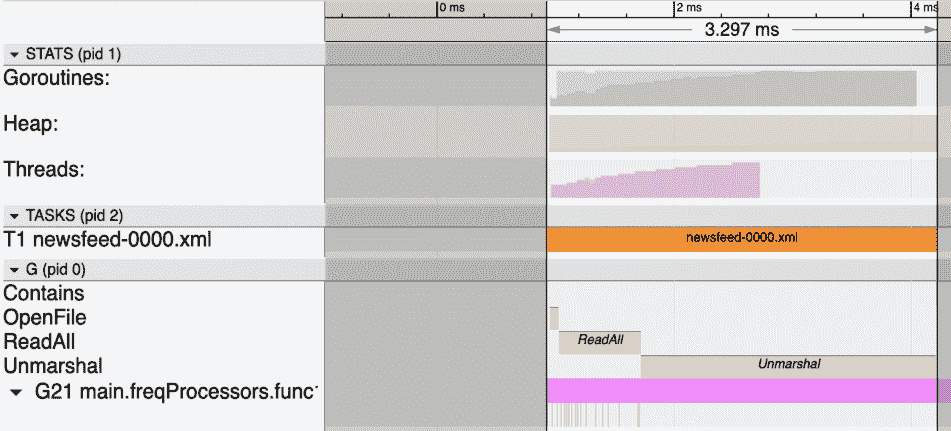 0 ms 2 ms 4 ms
3.297 ms
STATS (pid 1)
Goroutines:
Heap:
Threads:
TASKS (pid 2)
T1 newsfeed-0000.xml newsfeed-0000.xml
G (pid 0)
Contains
OpenFile
ReadAll ReadAll
Unmarshal Unmarshal
G21 main.freqProcessors.func